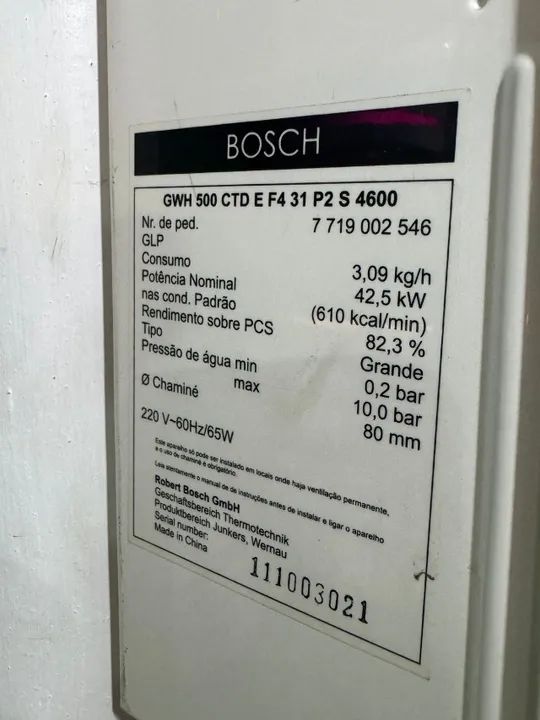 BOSCH
GWH 500 CTD E F4 31 P2 S 4600
Nr. de ped. 7 719 002 546
GLP
Consumo 3,09 kg/h
Potência Nominal 42,5 kW
nas cond. Padrão (610 kcal/min)
Rendimento sobre PCS 82,3 %
Tipo Grande
Pressão de água min 0,2 bar
max 10,0 bar
Ø Chaminé 80 mm
220 V~60Hz/65W
Este aparelho só pode ser instalado em locais onde haja ventilação permanente,
e o uso de chaminé é obrigatório.
Leia atentamente o manual de de instruções antes de instalar e ligar o aparelho
Robert Bosch GmbH
Geschäftsbereich Thermotechnik
Produktbereich Junkers, Wernau
Serial number:
Made in China
111003021